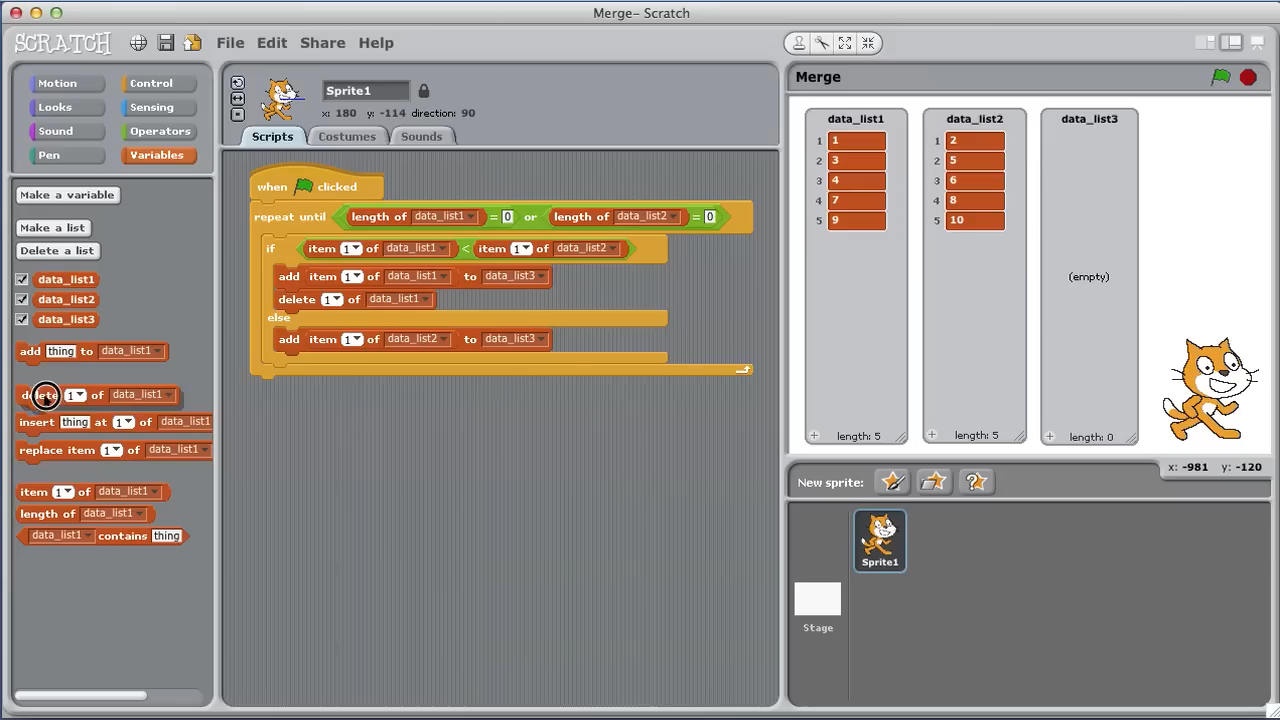 Merge- Scratch
SCRATCH File Edit Share Help
Motion Control
Looks Sensing
Sound Operators
Pen Variables
Make a variable
Make a list
Delete a list
data_list1
data_list2
data_list3
add thing to data_list1
delete 1 of data_list1
insert thing at 1 of data_list1
replace item 1 of data_list1
item 1 of data_list1
length of data_list1
data_list1 contains thing
Sprite1
x: 180 y: -114 direction: 90
Scripts Costumes Sounds
when clicked
repeat until length of data_list1 = 0 or length of data_list2 = 0
if item 1 of data_list1 < item 1 of data_list2
add item 1 of data_list1 to data_list3
delete 1 of data_list1
else
add item 1 of data_list2 to data_list3
Merge
data_list1
1 1
2 3
3 4
4 7
5 9
length: 5
data_list2
1 2
2 5
3 6
4 8
5 10
length: 5
data_list3
(empty)
length: 0
x: -981 y: -120
New sprite:
Sprite1
Stage